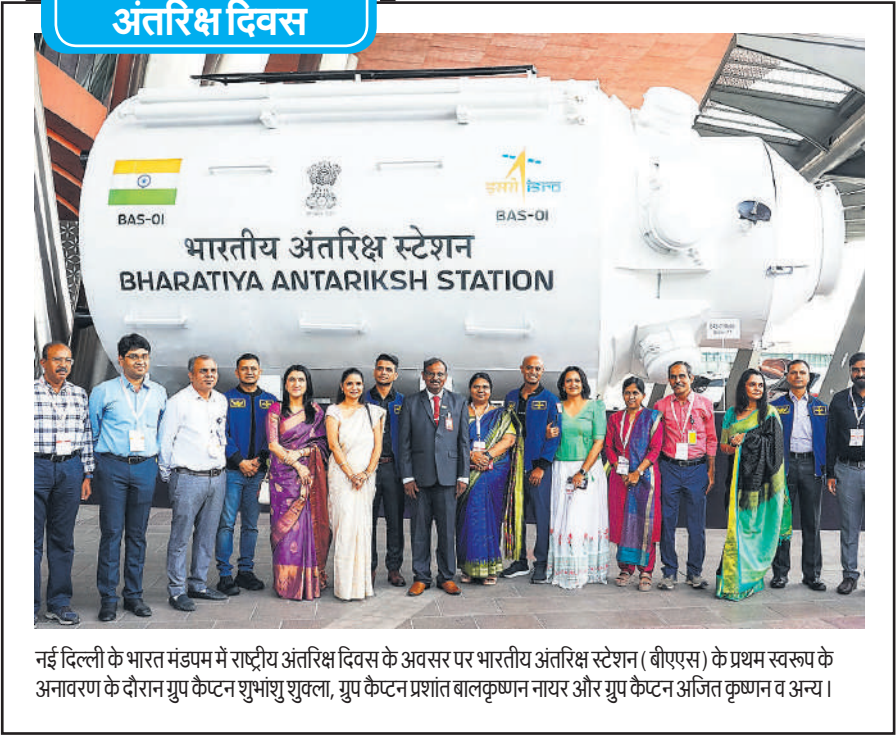 अंतरिक्ष दिवस
BAS-01
इसरो isro
BAS-01
भारतीय अंतरिक्ष स्टेशन
BHARATIYA ANTARIKSH STATION
नई दिल्ली के भारत मंडपम में राष्ट्रीय अंतरिक्ष दिवस के अवसर पर भारतीय अंतरिक्ष स्टेशन ( बीएएस ) के प्रथम स्वरूप के
अनावरण के दौरान ग्रुप कैप्टन शुभांशु शुक्ला, ग्रुप कैप्टन प्रशांत बालकृष्णन नायर और ग्रुप कैप्टन अजित कृष्णन व अन्य ।